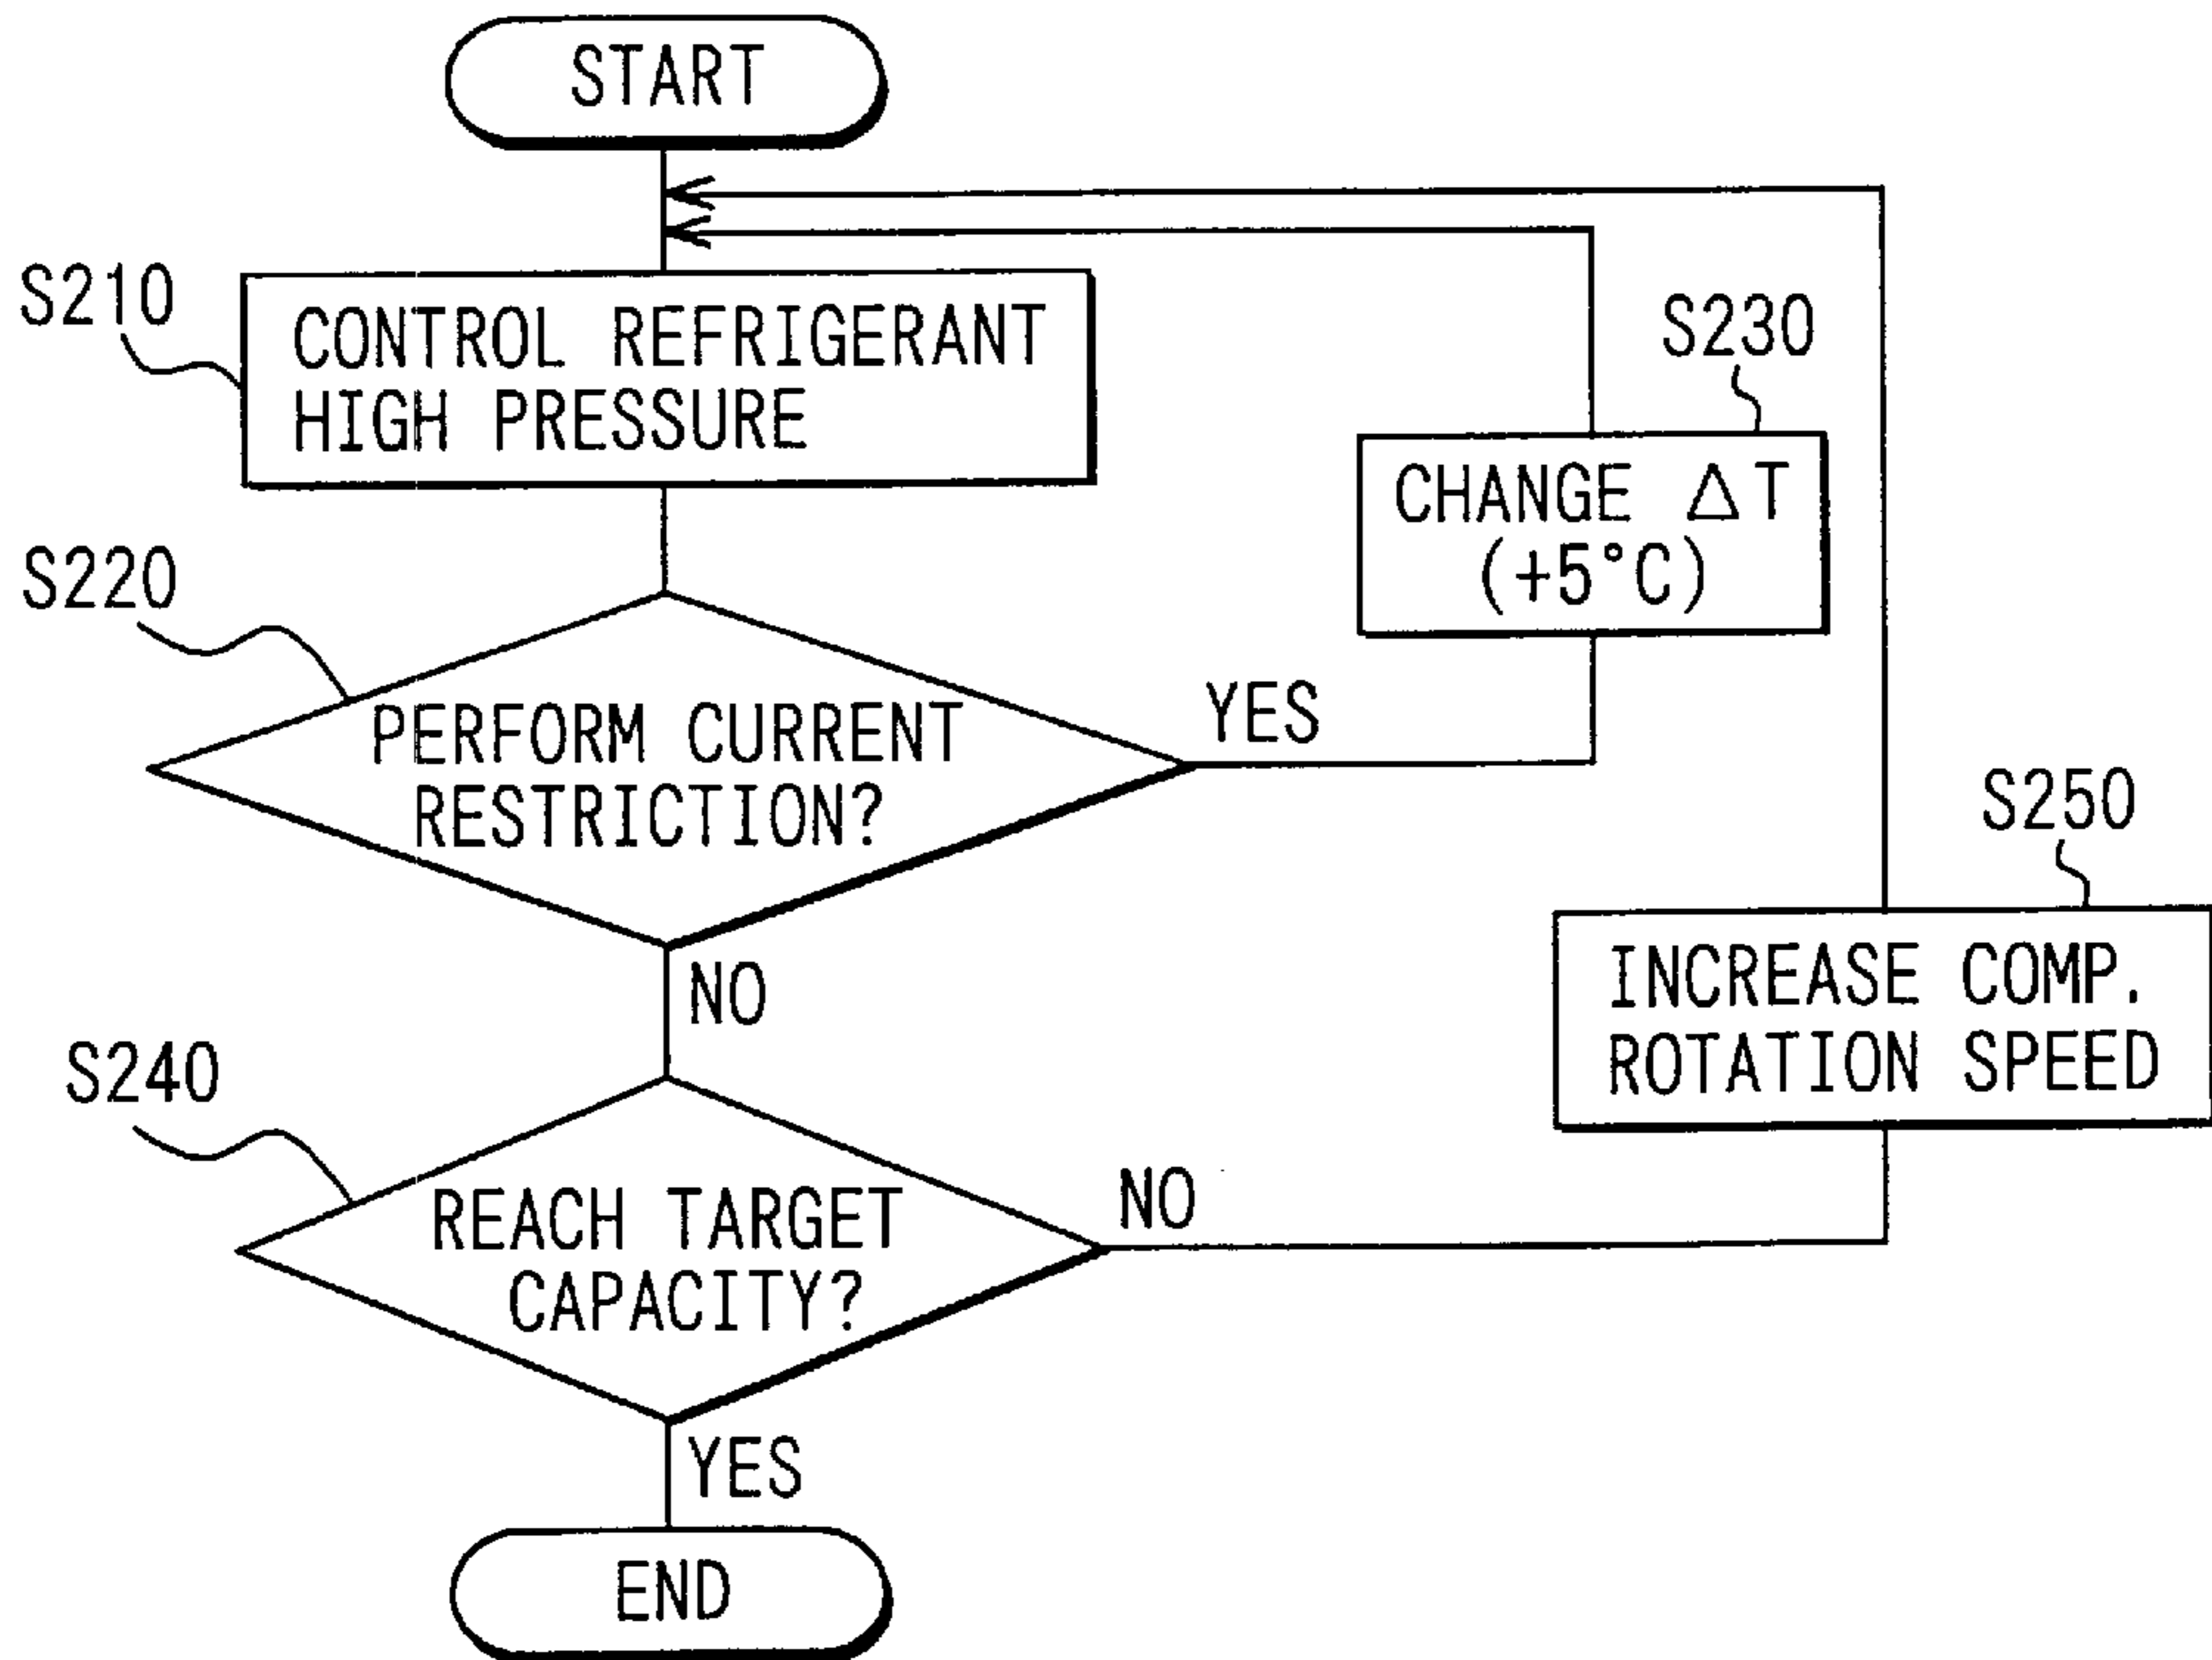 START
S210
CONTROL REFRIGERANT
HIGH PRESSURE
S230
CHANGE ΔT
(+5°C)
S220
PERFORM CURRENT
RESTRICTION?
YES
NO
S250
INCREASE COMP.
ROTATION SPEED
S240
REACH TARGET
CAPACITY?
NO
YES
END